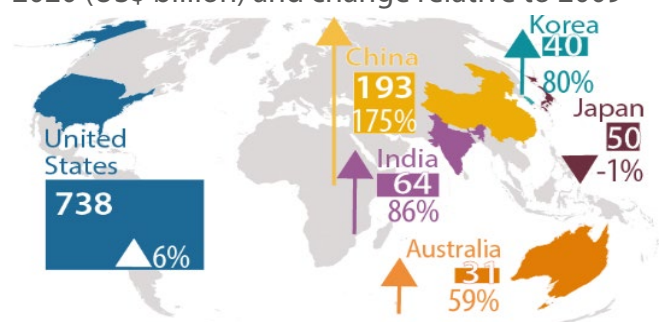 2020 (US$ billion) and change relative to 2009
Korea
40
80%
China
193
175%
Japan
50
-1%
United
States
738
6%
India
64
86%
Australia
31
59%